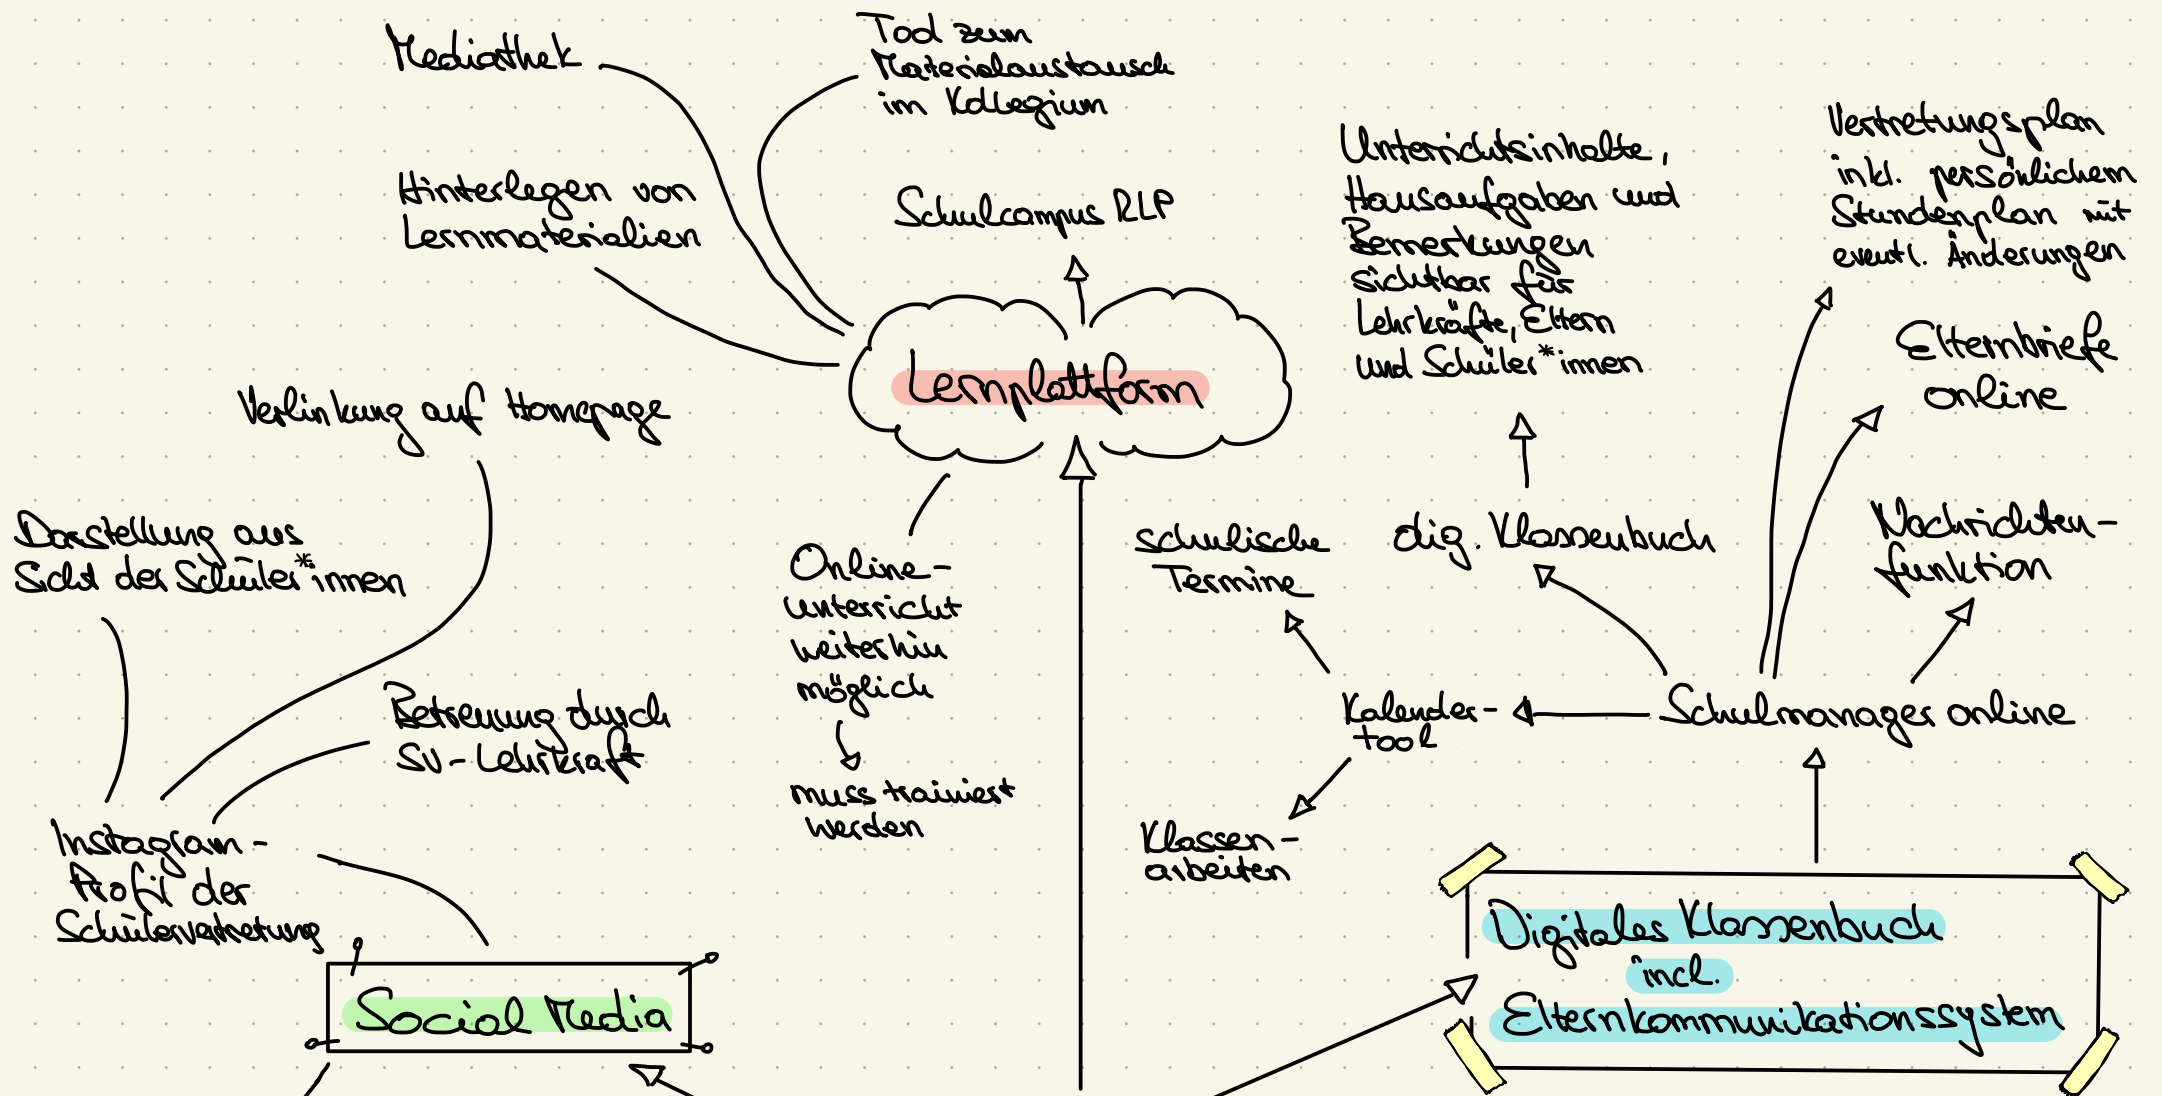 Mediathek
Tool zum
Materialaustausch
im Kollegium
Hinterlegen von
Lernmaterialien
Schulcampus RLP
Unterrichtsinhalte,
Hausaufgaben und
Bemerkungen
sichtbar für
Lehrkräfte, Eltern
und Schüler*innen
Vertretungsplan
inkl. persönlichem
Stundenplan mit
eventl. Änderungen
Elternbriefe
online
Lernplattform
Verlinkung auf Homepage
Darstellung aus
Sicht der Schüler*innen
Online-
unterricht
weiterhin
möglich
muss trainiert
werden
schulische
Termine
dig. Klassenbuch
Nachrichten-
funktion
Betreuung durch
SV-Lehrkraft
Kalender-
tool
Schulmanager online
Klassen-
arbeiten
Instagram-
Profil der
Schülervertretung
Social Media
Digitales Klassenbuch
incl.
Elternkommunikationssystem